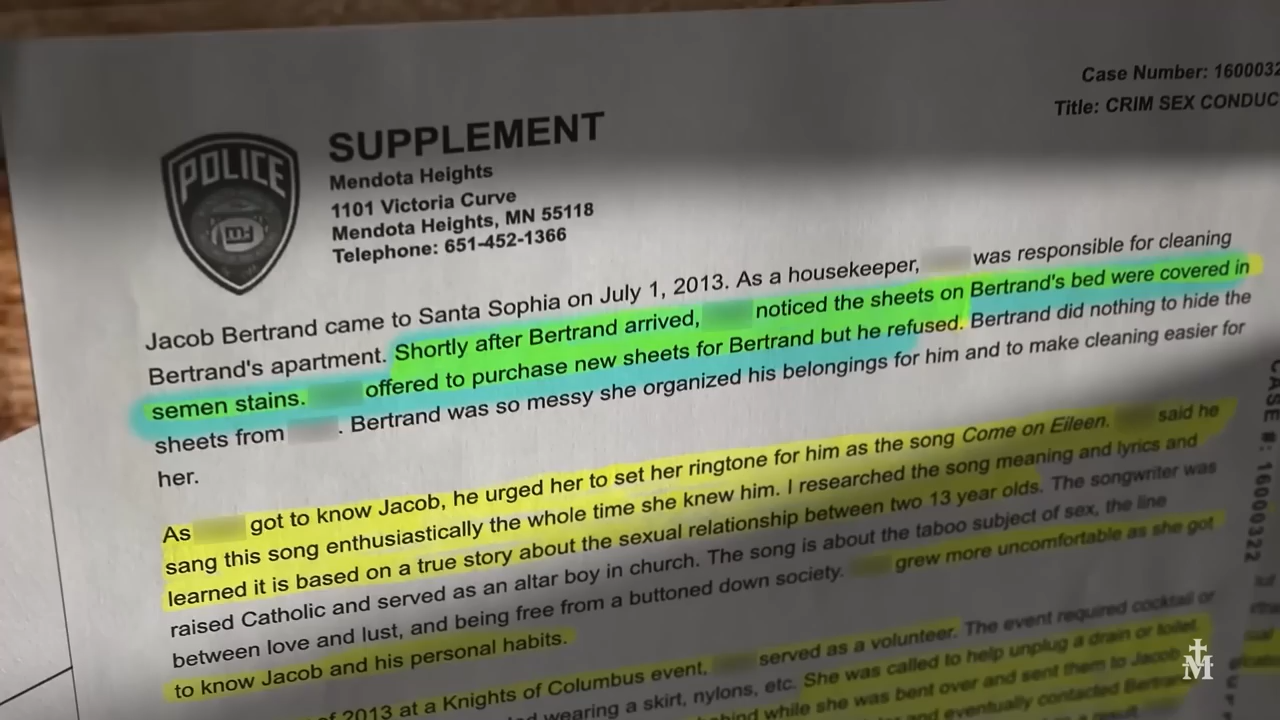 Case Number: 1600032
Title: CRIM SEX CONDUC
POLICE
SUPPLEMENT
Mendota Heights
1101 Victoria Curve
Mendota Heights, MN 55118
Telephone: 651-452-1366
Jacob Bertrand came to Santa Sophia on July 1, 2013. As a housekeeper, was responsible for cleaning
Bertrand's apartment. Shortly after Bertrand arrived, noticed the sheets on Bertrand's bed were covered in
semen stains. offered to purchase new sheets for Bertrand but he refused. Bertrand did nothing to hide the
sheets from . Bertrand was so messy she organized his belongings for him and to make cleaning easier for
her.
As got to know Jacob, he urged her to set her ringtone for him as the song Come on Eileen. said he
sang this song enthusiastically the whole time she knew him. I researched the song meaning and lyrics and
learned it is based on a true story about the sexual relationship between two 13 year olds. The songwriter was
raised Catholic and served as an altar boy in church. The song is about the taboo subject of sex, the line
between love and lust, and being free from a buttoned down society. grew more uncomfortable as she got
to know Jacob and his personal habits.
of 2013 at a Knights of Columbus event, served as a volunteer. The event required cocktail or
wearing a skirt, nylons, etc. She was called to help unplug a drain or toilet.
behind while she was bent over and sent them to Jacob
and eventually contacted
a result.
CASE #: 1600322
M